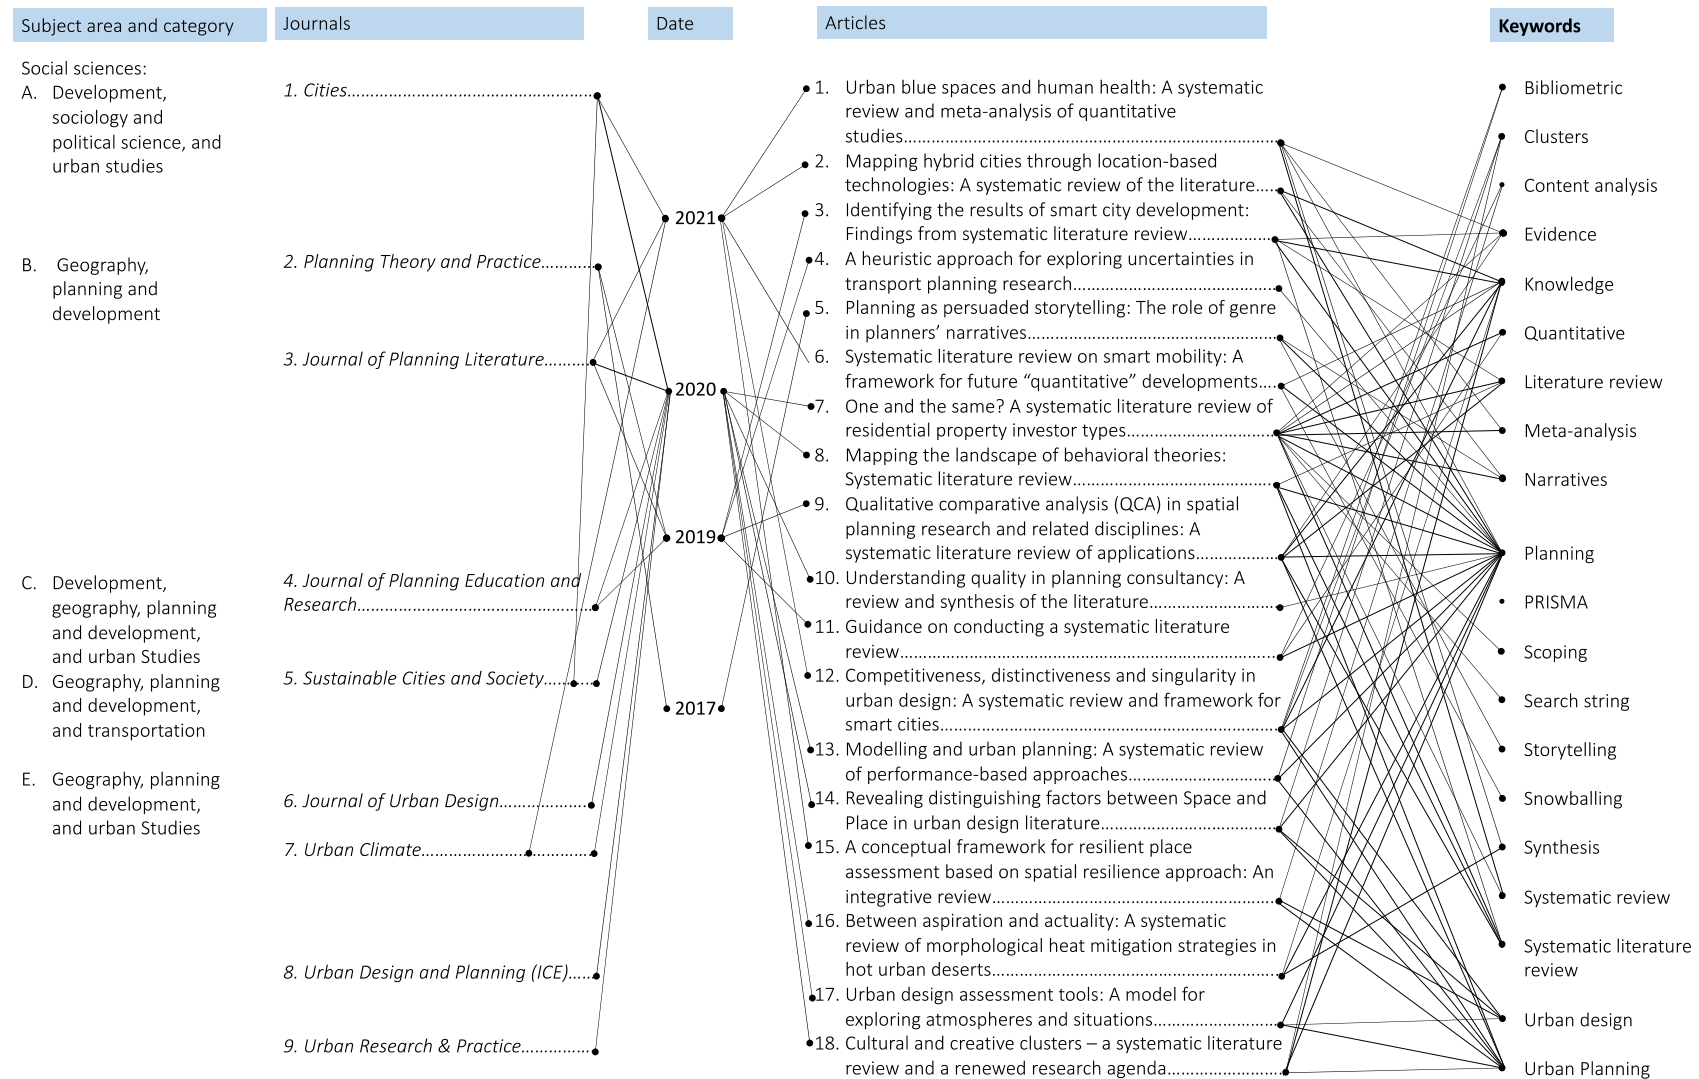 Subject area and category
Journals
Date
Articles
Keywords
Social sciences:
A. Development,
sociology and
political science, and
urban studies
B. Geography,
planning and
development
C. Development,
geography, planning
and development,
and urban Studies
D. Geography, planning
and development,
and transportation
E. Geography, planning
and development,
and urban Studies
1. Cities
2. Planning Theory and Practice
3. Journal of Planning Literature
4. Journal of Planning Education and
Research
5. Sustainable Cities and Society
6. Journal of Urban Design
7. Urban Climate
8. Urban Design and Planning (ICE)
9. Urban Research & Practice
2021
2020
2019
2017
1. Urban blue spaces and human health: A systematic
review and meta-analysis of quantitative
studies
2. Mapping hybrid cities through location-based
technologies: A systematic review of the literature
3. Identifying the results of smart city development:
Findings from systematic literature review
4. A heuristic approach for exploring uncertainties in
transport planning research
5. Planning as persuaded storytelling: The role of genre
in planners’ narratives
6. Systematic literature review on smart mobility: A
framework for future “quantitative” developments
7. One and the same? A systematic literature review of
residential property investor types
8. Mapping the landscape of behavioral theories:
Systematic literature review
9. Qualitative comparative analysis (QCA) in spatial
planning research and related disciplines: A
systematic literature review of applications
10. Understanding quality in planning consultancy: A
review and synthesis of the literature
11. Guidance on conducting a systematic literature
review
12. Competitiveness, distinctiveness and singularity in
urban design: A systematic review and framework for
smart cities
13. Modelling and urban planning: A systematic review
of performance-based approaches
14. Revealing distinguishing factors between Space and
Place in urban design literature
15. A conceptual framework for resilient place
assessment based on spatial resilience approach: An
integrative review
16. Between aspiration and actuality: A systematic
review of morphological heat mitigation strategies in
hot urban deserts
17. Urban design assessment tools: A model for
exploring atmospheres and situations
18. Cultural and creative clusters – a systematic literature
review and a renewed research agenda
Bibliometric
Clusters
Content analysis
Evidence
Knowledge
Quantitative
Literature review
Meta-analysis
Narratives
Planning
PRISMA
Scoping
Search string
Storytelling
Snowballing
Synthesis
Systematic review
Systematic literature
review
Urban design
Urban Planning